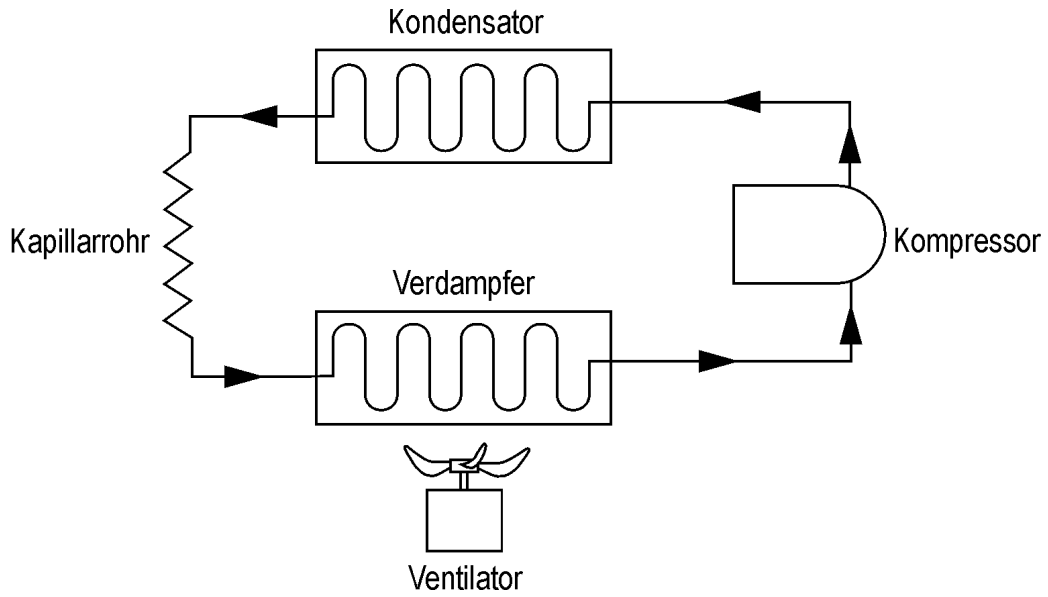 Kondensator
Kapillarrohr
Kompressor
Verdampfer
Ventilator